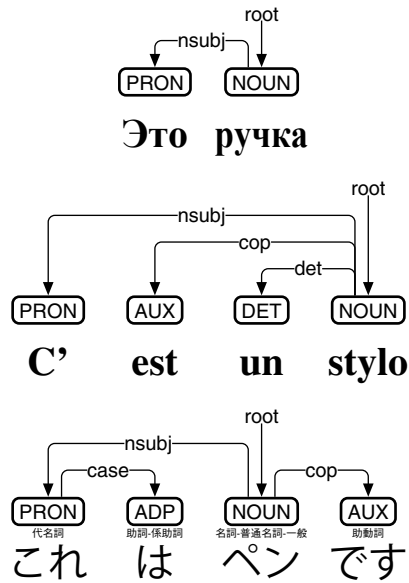 root
nsubj
PRON NOUN
Это ручка
root
nsubj
cop
det
PRON AUX DET NOUN
C’ est un stylo
root
nsubj
case cop
PRON ADP NOUN AUX
代名詞 助詞-係助詞 名詞-普通名詞-一般 助動詞
これ は ペン です